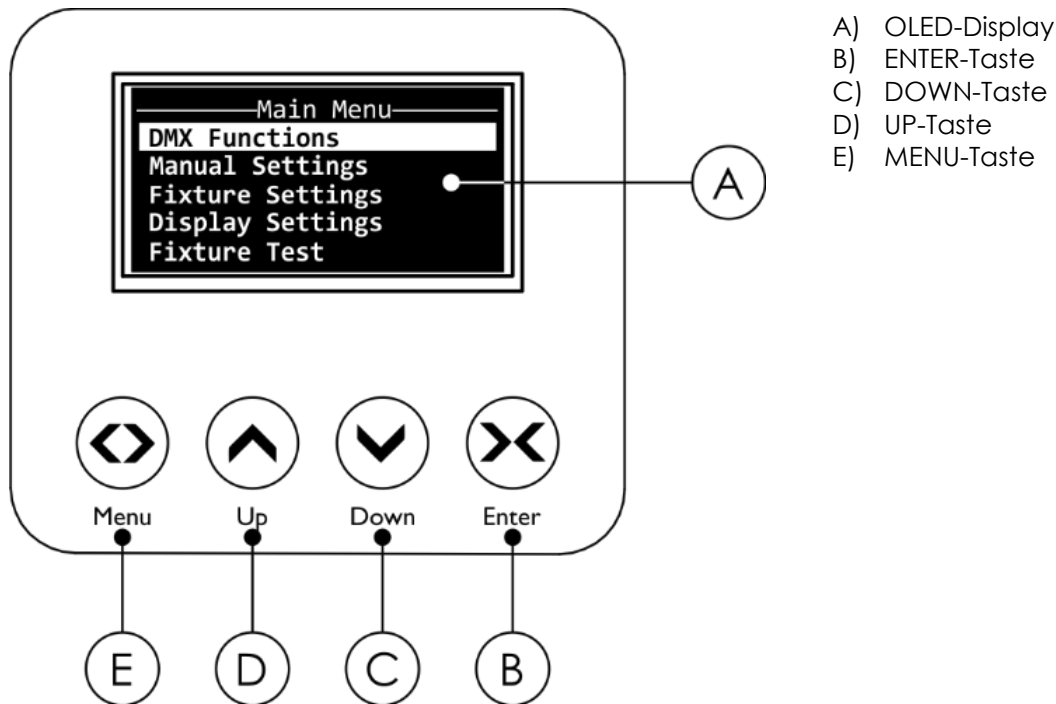 Main Menu
DMX Functions
Manual Settings
Fixture Settings
Display Settings
Fixture Test
A
Menu Up Down Enter
E D C B
A) OLED-Display
B) ENTER-Taste
C) DOWN-Taste
D) UP-Taste
E) MENU-Taste